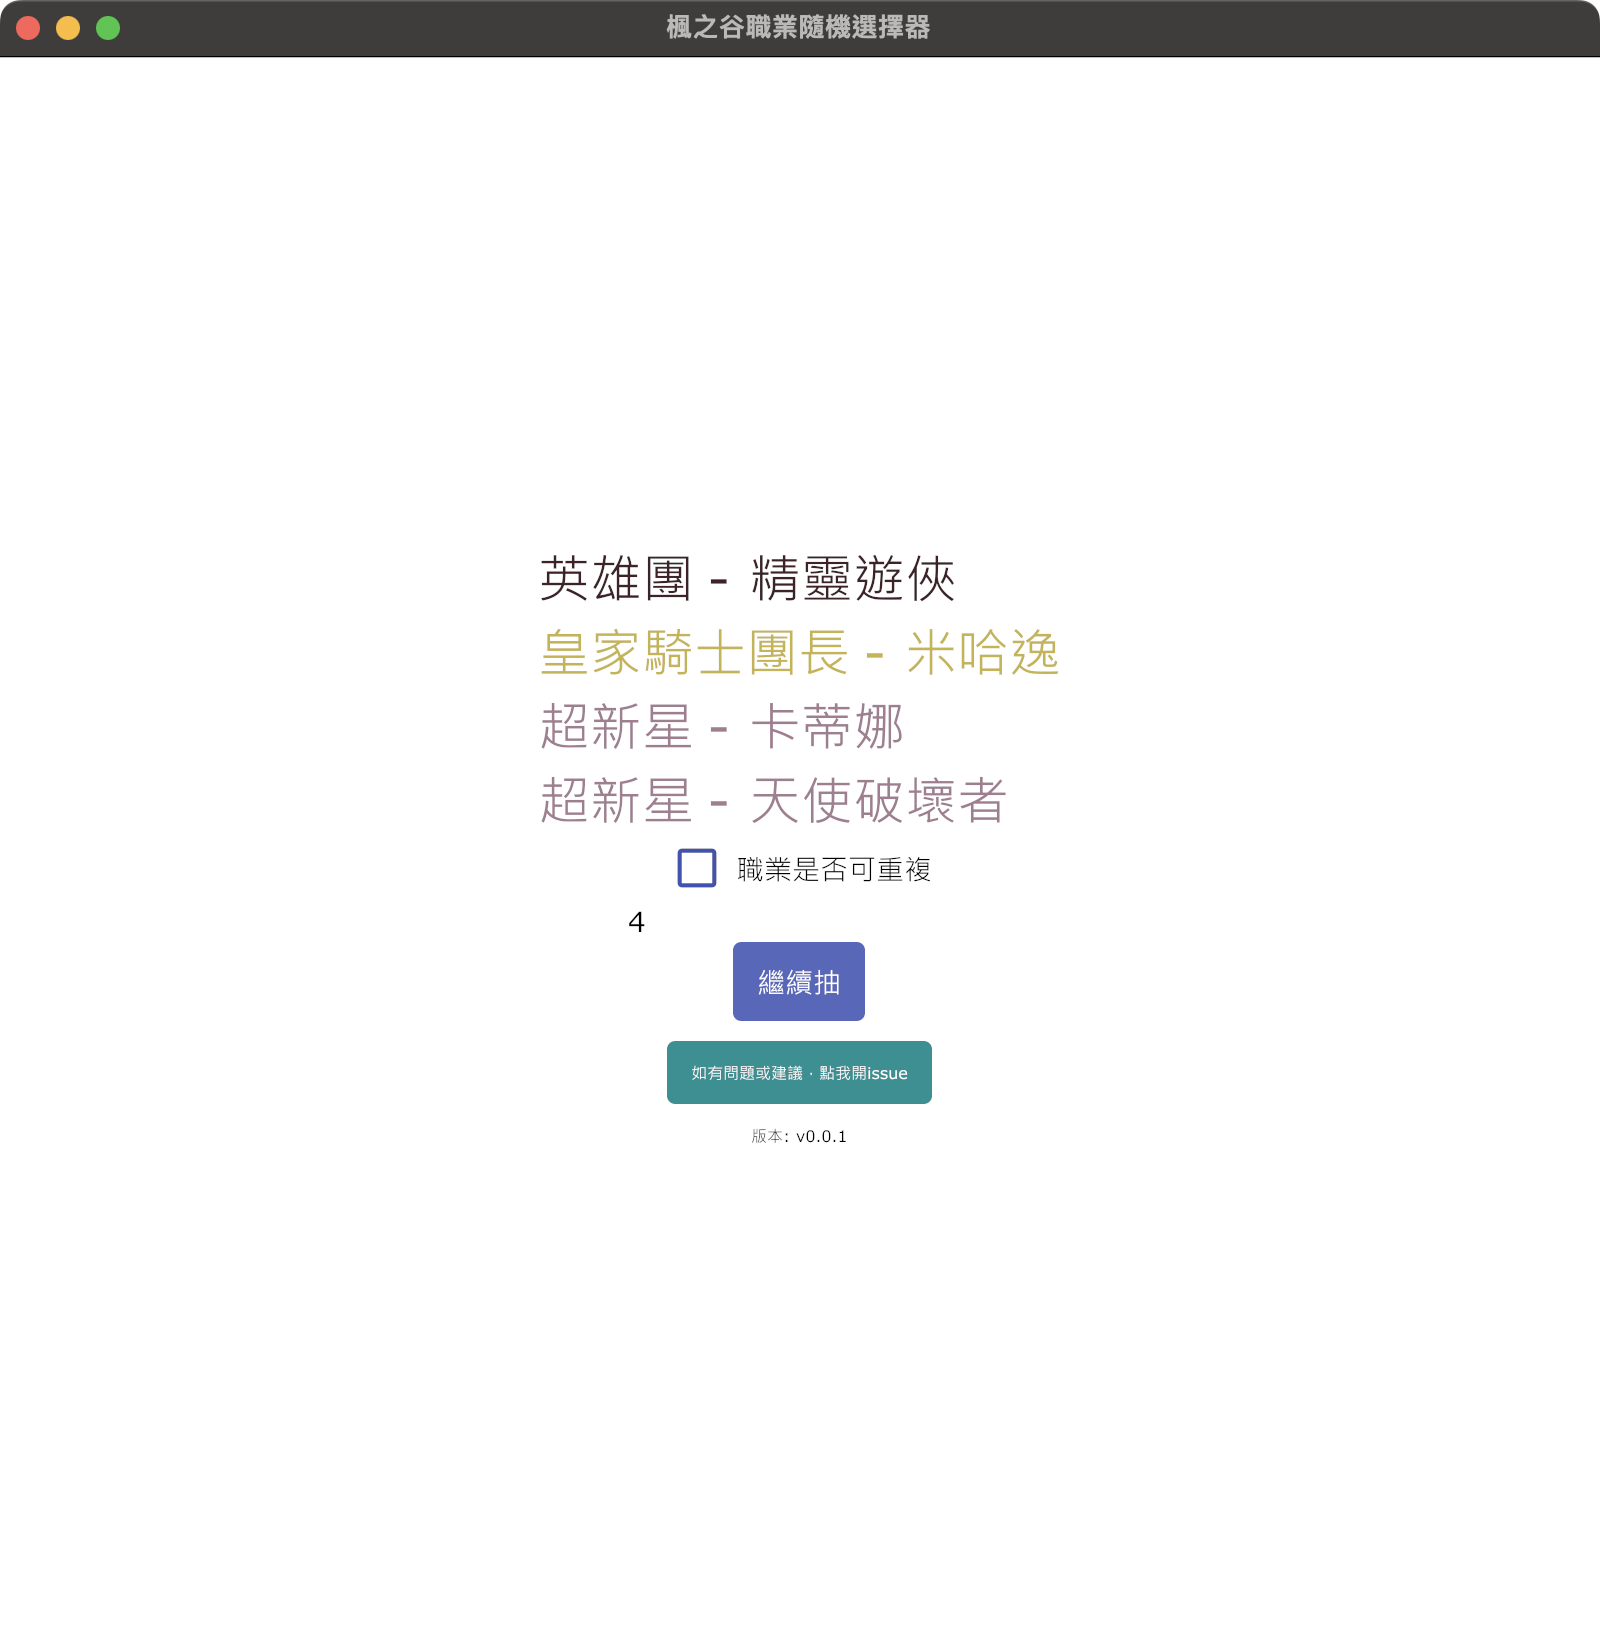 楓之谷職業隨機選擇器
英雄團 - 精靈遊俠
皇家騎士團長 - 米哈逸
超新星 - 卡蒂娜
超新星 - 天使破壞者
職業是否可重複
4
繼續抽
如有問題或建議，點我開issue
版本: v0.0.1